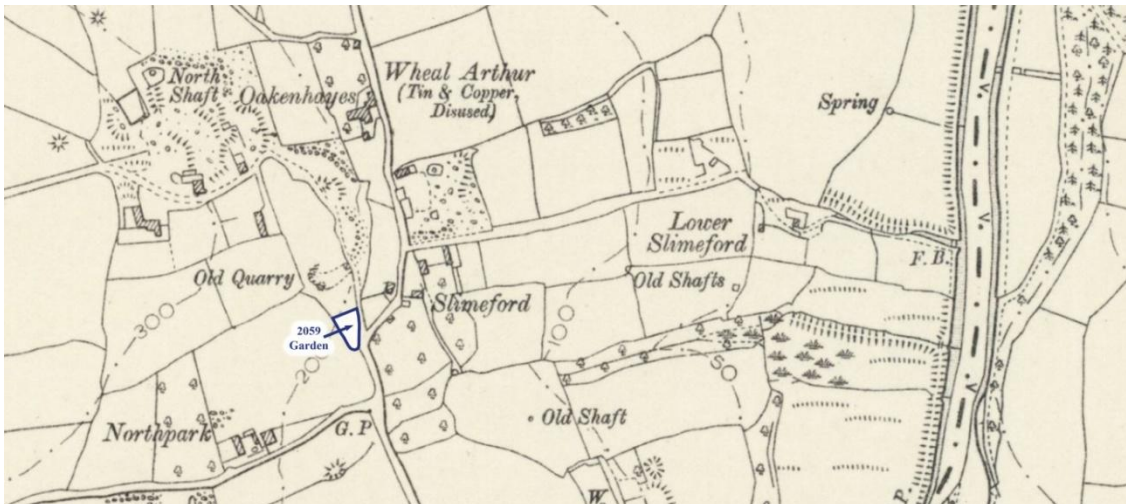 North
Shaft
Oakenhayes
Wheal Arthur
(Tin & Copper,
Disused)
Spring
Lower
Slimeford
F. B.
Old Quarry
Old Shafts
Slimeford
300
2059
Garden
200
100
50
Old Shaft
Northpark
G. P
W.
P.